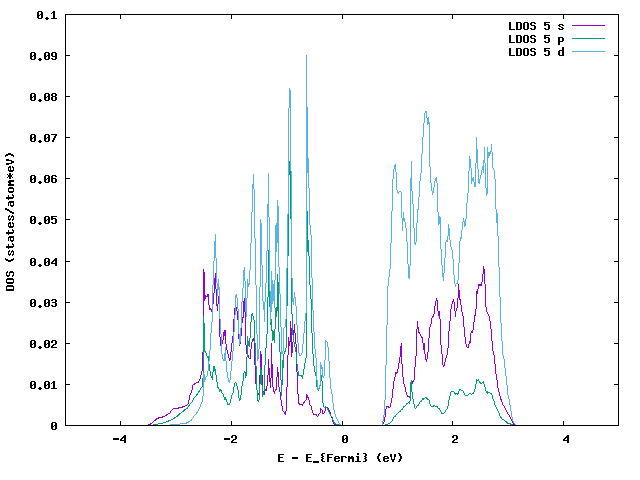 LDOS 5 s
LDOS 5 p
LDOS 5 d
DOS (states/atom*eV)
0.1
0.09
0.08
0.07
0.06
0.05
0.04
0.03
0.02
0.01
0
-4 -2 0 2 4
E - E_{Fermi} (eV)